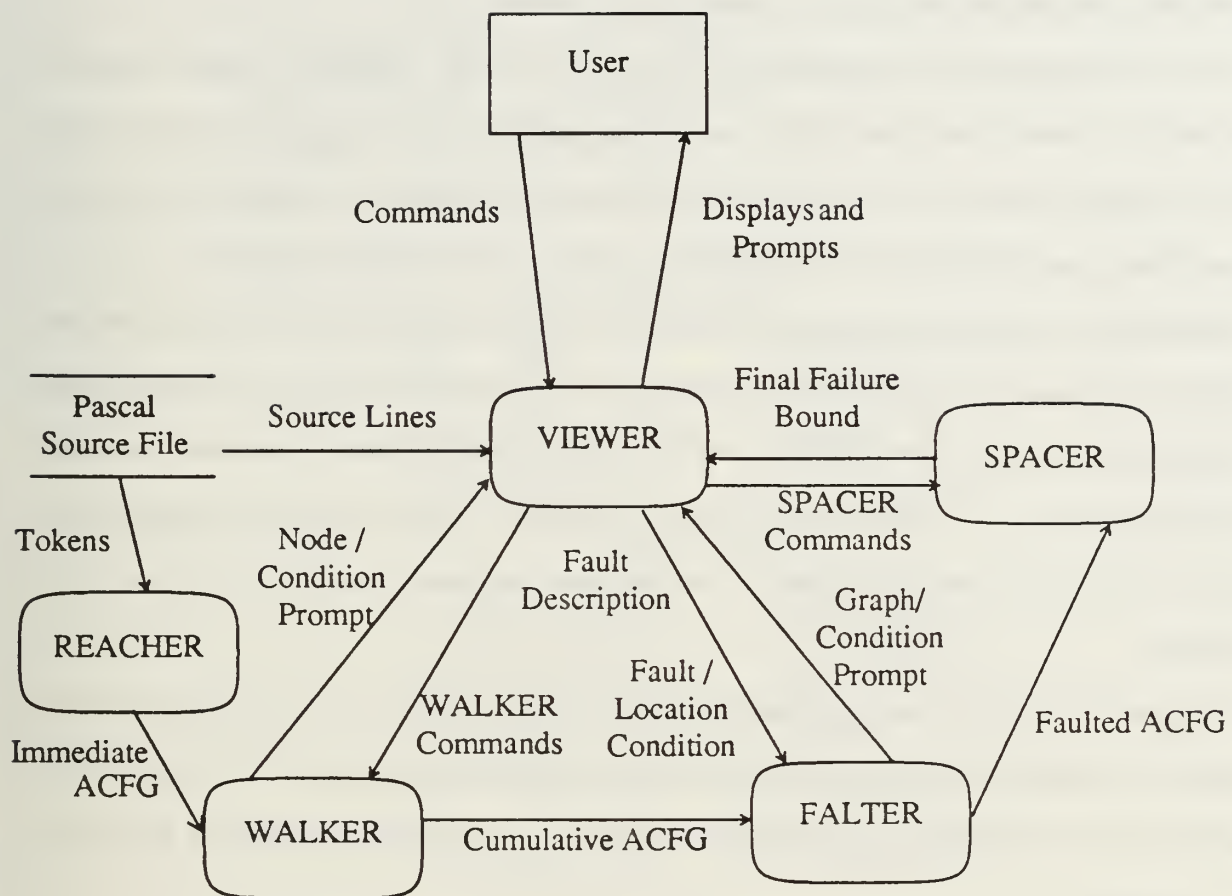 User
Commands
Displays and
Prompts
Pascal
Source File
Source Lines
VIEWER
Final Failure
Bound
SPACER
SPACER
Commands
Tokens
Node /
Condition
Prompt
Fault
Description
Graph/
Condition
Prompt
REACHER
WALKER
Commands
Fault /
Location
Condition
Faulted ACFG
Immediate
ACFG
WALKER
Cumulative ACFG
FALTER